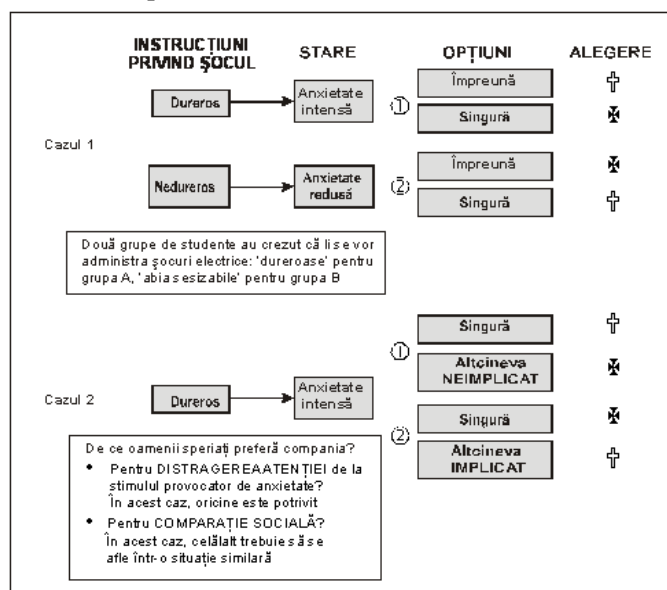 INSTRUCȚIUNI PRIVIND ȘOCUL
STARE
OPȚIUNI
ALEGERE
Cazul 1
Dureros
Anxietate intensă
1
Împreună
Singură
Nedureros
Anxietate redusă
2
Împreună
Singură
Două grupe de studente au crezut că li se vor
administra șocuri electrice: 'dureroase' pentru
grupa A, 'abia sesizabile' pentru grupa B
Cazul 2
Dureros
Anxietate intensă
1
Singură
Altcineva
NEIMPLICAT
2
Singură
Altcineva
IMPLICAT
De ce oamenii speriați preferă compania?
• Pentru DISTRAGEREA ATENȚIEI de la
stimulul provocator de anxietate?
În acest caz, oricine este potrivit
• Pentru COMPARAȚIE SOCIALĂ?
În acest caz, celălalt trebuie să se
afle într-o situație similară